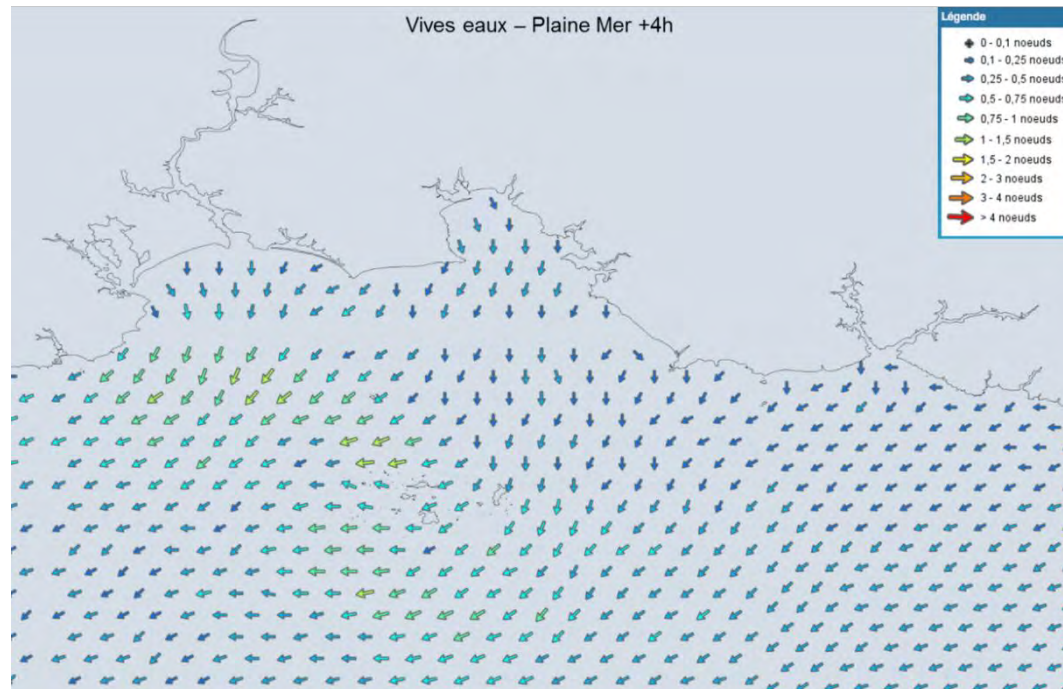 Vives eaux – Plaine Mer +4h
Légende
0 - 0,1 noeuds
0,1 - 0,25 noeuds
0,25 - 0,5 noeuds
0,5 - 0,75 noeuds
0,75 - 1 noeuds
1 - 1,5 noeuds
1,5 - 2 noeuds
2 - 3 noeuds
3 - 4 noeuds
> 4 noeuds